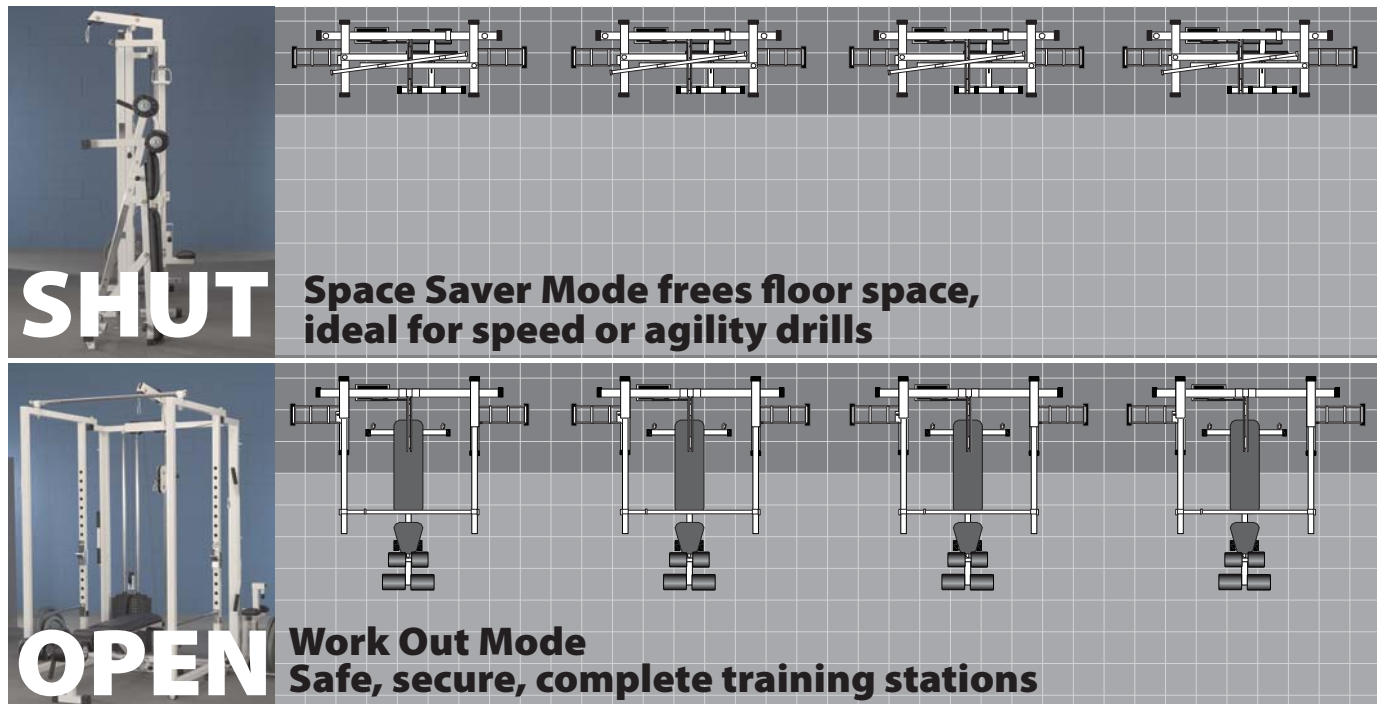 SHUT
Space Saver Mode frees floor space,
ideal for speed or agility drills
OPEN
Work Out Mode
Safe, secure, complete training stations